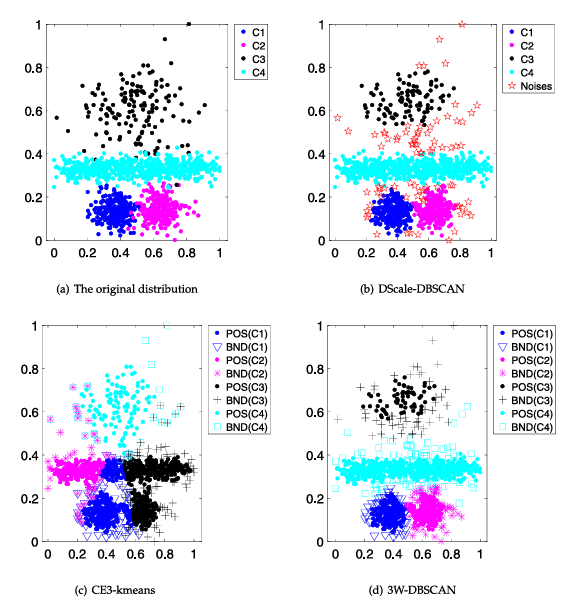 1
0.8
0.6
0.4
0.2
0
0 0.2 0.4 0.6 0.8 1
C1
C2
C3
C4
(a) The original distribution
1
0.8
0.6
0.4
0.2
0
0 0.2 0.4 0.6 0.8 1
C1
C2
C3
C4
Noises
(b) DScale-DBSCAN
1
0.8
0.6
0.4
0.2
0
0 0.2 0.4 0.6 0.8 1
POS(C1)
BND(C1)
POS(C2)
BND(C2)
POS(C3)
BND(C3)
POS(C4)
BND(C4)
(c) CE3-kmeans
1
0.8
0.6
0.4
0.2
0
0 0.2 0.4 0.6 0.8 1
POS(C1)
BND(C1)
POS(C2)
BND(C2)
POS(C3)
BND(C3)
POS(C4)
BND(C4)
(d) 3W-DBSCAN